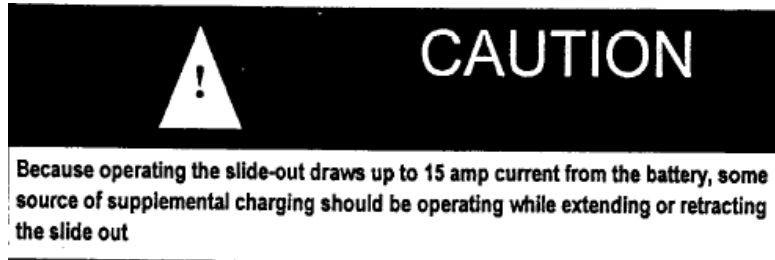 !
CAUTION
Because operating the slide-out draws up to 15 amp current from the battery, some
source of supplemental charging should be operating while extending or retracting
the slide out